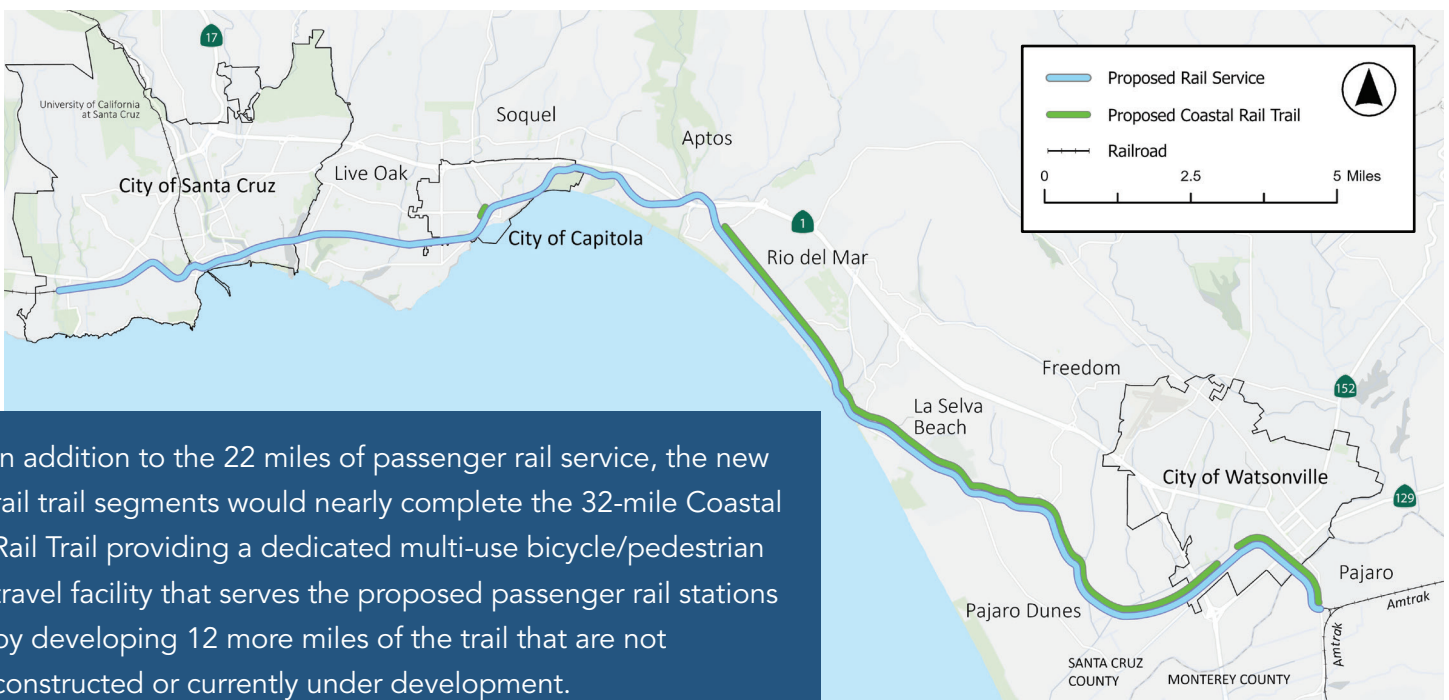 17
University of California
at Santa Cruz
City of Santa Cruz
Live Oak
Soquel
City of Capitola
Aptos
1
Rio del Mar
La Selva
Beach
Freedom
152
City of Watsonville
129
Pajaro Dunes
Pajaro
Amtrak
Amtrak
SANTA CRUZ
COUNTY
MONTEREY COUNTY
Proposed Rail Service
Proposed Coastal Rail Trail
Railroad
0 2.5 5 Miles
n addition to the 22 miles of passenger rail service, the new
rail trail segments would nearly complete the 32-mile Coastal
Rail Trail providing a dedicated multi-use bicycle/pedestrian
travel facility that serves the proposed passenger rail stations
by developing 12 more miles of the trail that are not
constructed or currently under development.